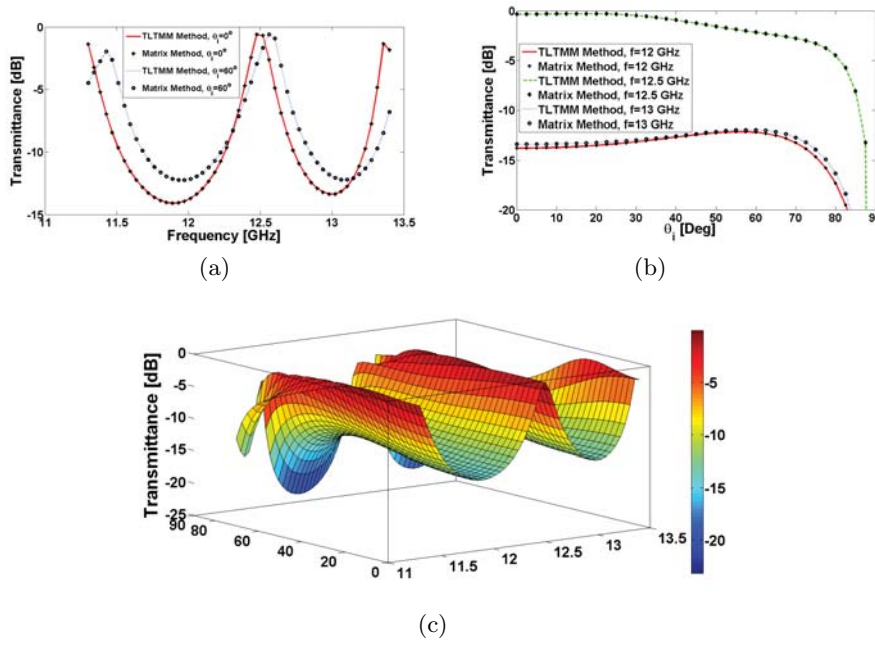 0
-5
-10
-15
Transmittance [dB]
TLTMM Method, θi=0°
Matrix Method, θi=0°
TLTMM Method, θi=60°
Matrix Method, θi=60°
11 11.5 12 12.5 13 13.5
Frequency [GHz]
(a)
0
-5
-10
-15
-20
Transmittance [dB]
TLTMM Method, f=12 GHz
Matrix Method, f=12 GHz
TLTMM Method, f=12.5 GHz
Matrix Method, f=12.5 GHz
TLTMM Method, f=13 GHz
Matrix Method, f=13 GHz
0 10 20 30 40 50 60 70 80 90
θi [Deg]
(b)
0
-5
-10
-15
-20
-25
Transmittance [dB]
90 80 60 40 20 0
11 11.5 12 12.5 13 13.5
-5
-10
-15
-20
(c)